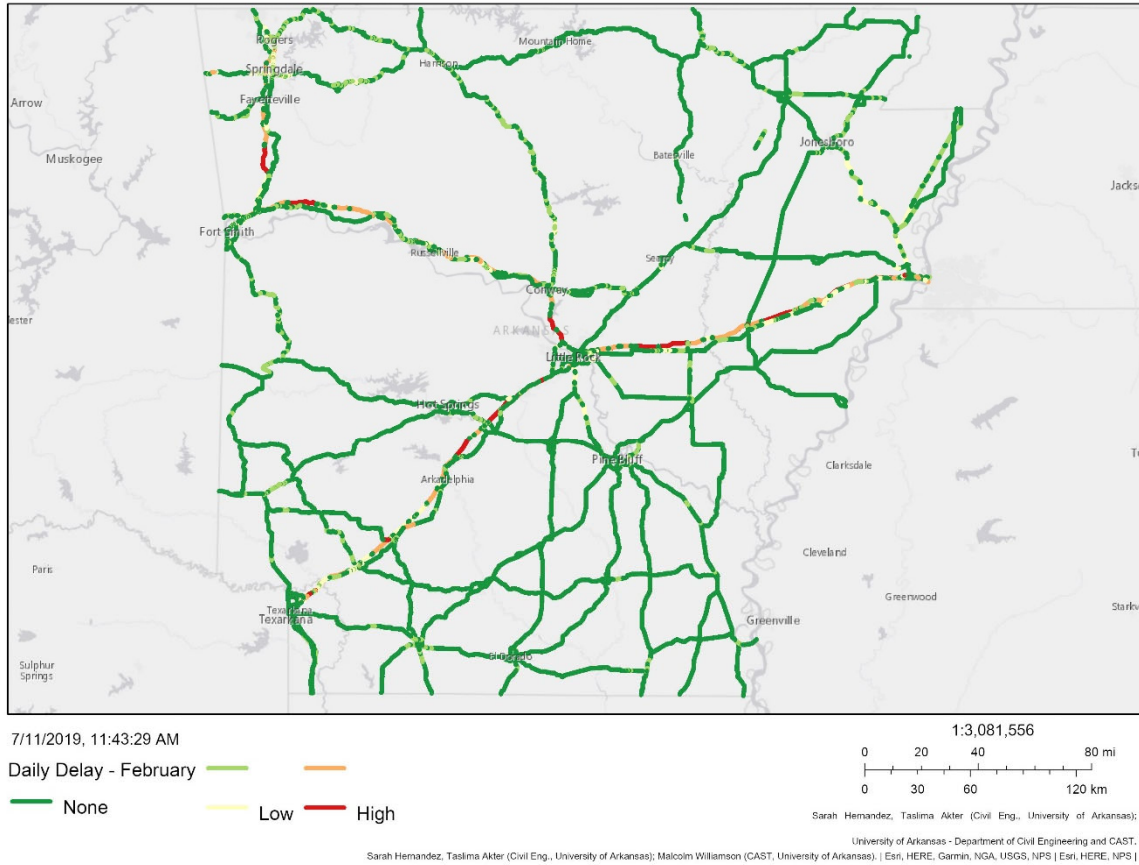 Rogers
Mountain Home
Harrison
Springdale
Arrow
Fayetteville
Jonesboro
Muskogee
Batesville
Fort Smith
Russellville
Searcy
Conway
ARKANSAS
Little Rock
Hot Springs
Pine Bluff
Clarksdale
Arkadelphia
Cleveland
Paris
Greenwood
Texarkana
Texarkana
Greenville
El Dorado
Sulphur
Springs
7/11/2019, 11:43:29 AM
Daily Delay - February
None
Low
High
1:3,081,556
0 20 40 80 mi
0 30 60 120 km
Sarah Hernandez, Taslima Akter (Civil Eng., University of Arkansas);
University of Arkansas - Department of Civil Engineering and CAST.
Sarah Hernandez, Taslima Akter (Civil Eng., University of Arkansas); Malcolm Williamson (CAST, University of Arkansas). | Esri, HERE, Garmin, NGA, USGS, NPS | Esri, HERE, NPS |